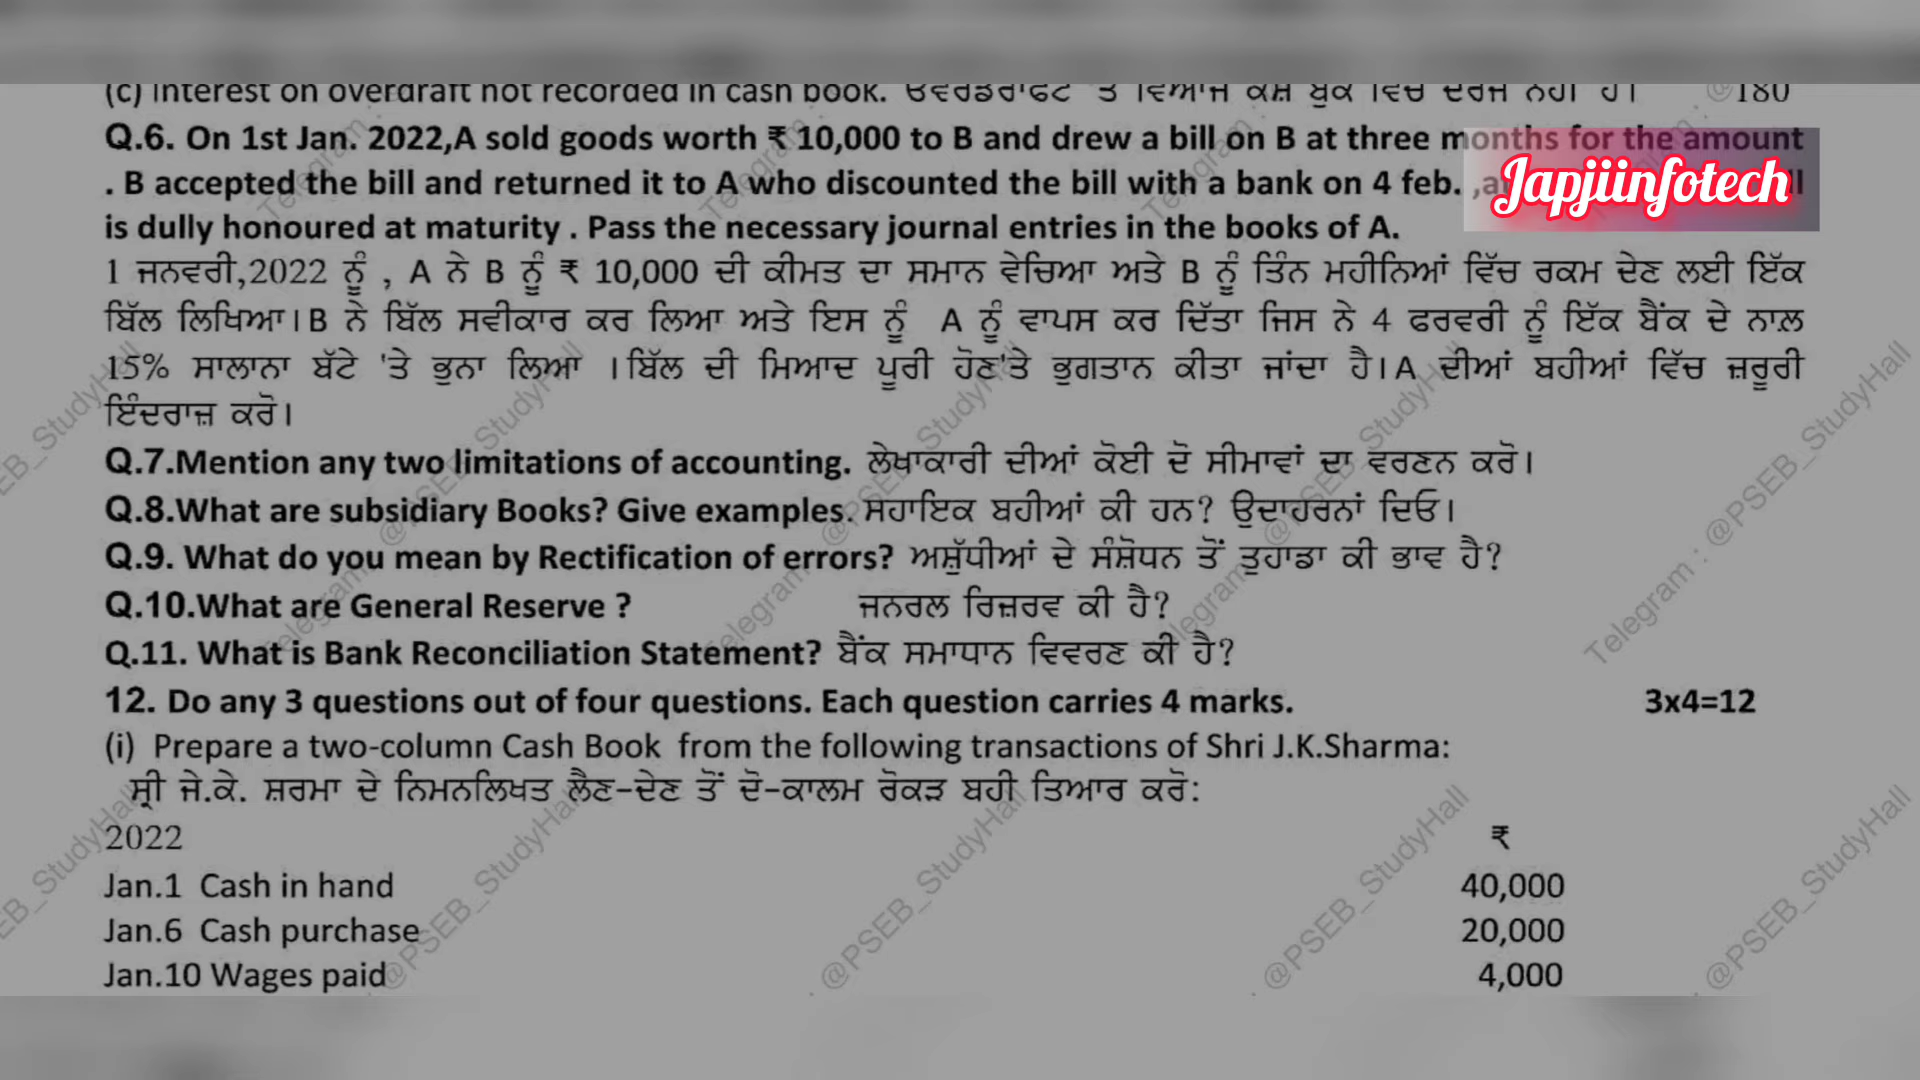 (c) Interest on overdraft not recorded in cash book. ਓਵਰਡਰਾਫਟ 'ਤੇ ਵਿਆਜ ਕੈਸ਼ ਬੁੱਕ ਵਿੱਚ ਦਰਜ ਨਹੀਂ ਹੈ। 180
Q.6. On 1st Jan. 2022,A sold goods worth ₹ 10,000 to B and drew a bill on B at three months for the amount
. B accepted the bill and returned it to A who discounted the bill with a bank on 4 feb.
Japjiinfotech
is dully honoured at maturity . Pass the necessary journal entries in the books of A.
1 ਜਨਵਰੀ,2022 ਨੂੰ , A ਨੇ B ਨੂੰ ₹ 10,000 ਦੀ ਕੀਮਤ ਦਾ ਸਮਾਨ ਵੇਚਿਆ ਅਤੇ B ਨੂੰ ਤਿੰਨ ਮਹੀਨਿਆਂ ਵਿੱਚ ਰਕਮ ਦੇਣ ਲਈ ਇੱਕ
ਬਿੱਲ ਲਿਖਿਆ। B ਨੇ ਬਿੱਲ ਸਵੀਕਾਰ ਕਰ ਲਿਆ ਅਤੇ ਇਸ ਨੂੰ A ਨੂੰ ਵਾਪਸ ਕਰ ਦਿੱਤਾ ਜਿਸ ਨੇ 4 ਫਰਵਰੀ ਨੂੰ ਇੱਕ ਬੈਂਕ ਦੇ ਨਾਲ
15% ਸਾਲਾਨਾ ਬੱਟੇ 'ਤੇ ਭੁਨਾ ਲਿਆ ।ਬਿੱਲ ਦੀ ਮਿਆਦ ਪੂਰੀ ਹੋਣ'ਤੇ ਭੁਗਤਾਨ ਕੀਤਾ ਜਾਂਦਾ ਹੈ। A ਦੀਆਂ ਬਹੀਆਂ ਵਿੱਚ ਜ਼ਰੂਰੀ
ਇੰਦਰਾਜ਼ ਕਰੋ।
Q.7.Mention any two limitations of accounting. ਲੇਖਾਕਾਰੀ ਦੀਆਂ ਕੋਈ ਦੋ ਸੀਮਾਵਾਂ ਦਾ ਵਰਣਨ ਕਰੋ।
Q.8.What are subsidiary Books? Give examples. ਸਹਾਇਕ ਬਹੀਆਂ ਕੀ ਹਨ? ਉਦਾਹਰਨਾਂ ਦਿਓ।
Q.9. What do you mean by Rectification of errors? ਅਸ਼ੁੱਧੀਆਂ ਦੇ ਸੰਸ਼ੋਧਨ ਤੋਂ ਤੁਹਾਡਾ ਕੀ ਭਾਵ ਹੈ?
Q.10.What are General Reserve ? ਜਨਰਲ ਰਿਜ਼ਰਵ ਕੀ ਹੈ?
Q.11. What is Bank Reconciliation Statement? ਬੈਂਕ ਸਮਾਧਾਨ ਵਿਵਰਣ ਕੀ ਹੈ?
12. Do any 3 questions out of four questions. Each question carries 4 marks. 3x4=12
(i) Prepare a two-column Cash Book from the following transactions of Shri J.K.Sharma:
ਸ੍ਰੀ ਜੇ.ਕੇ. ਸ਼ਰਮਾ ਦੇ ਨਿਮਨਲਿਖਤ ਲੈਣ-ਦੇਣ ਤੋਂ ਦੋ-ਕਾਲਮ ਰੋਕੜ ਬਹੀ ਤਿਆਰ ਕਰੋ:
2022 ₹
Jan.1 Cash in hand 40,000
Jan.6 Cash purchase 20,000
Jan.10 Wages paid 4,000
Telegram : @PSEB_StudyHall